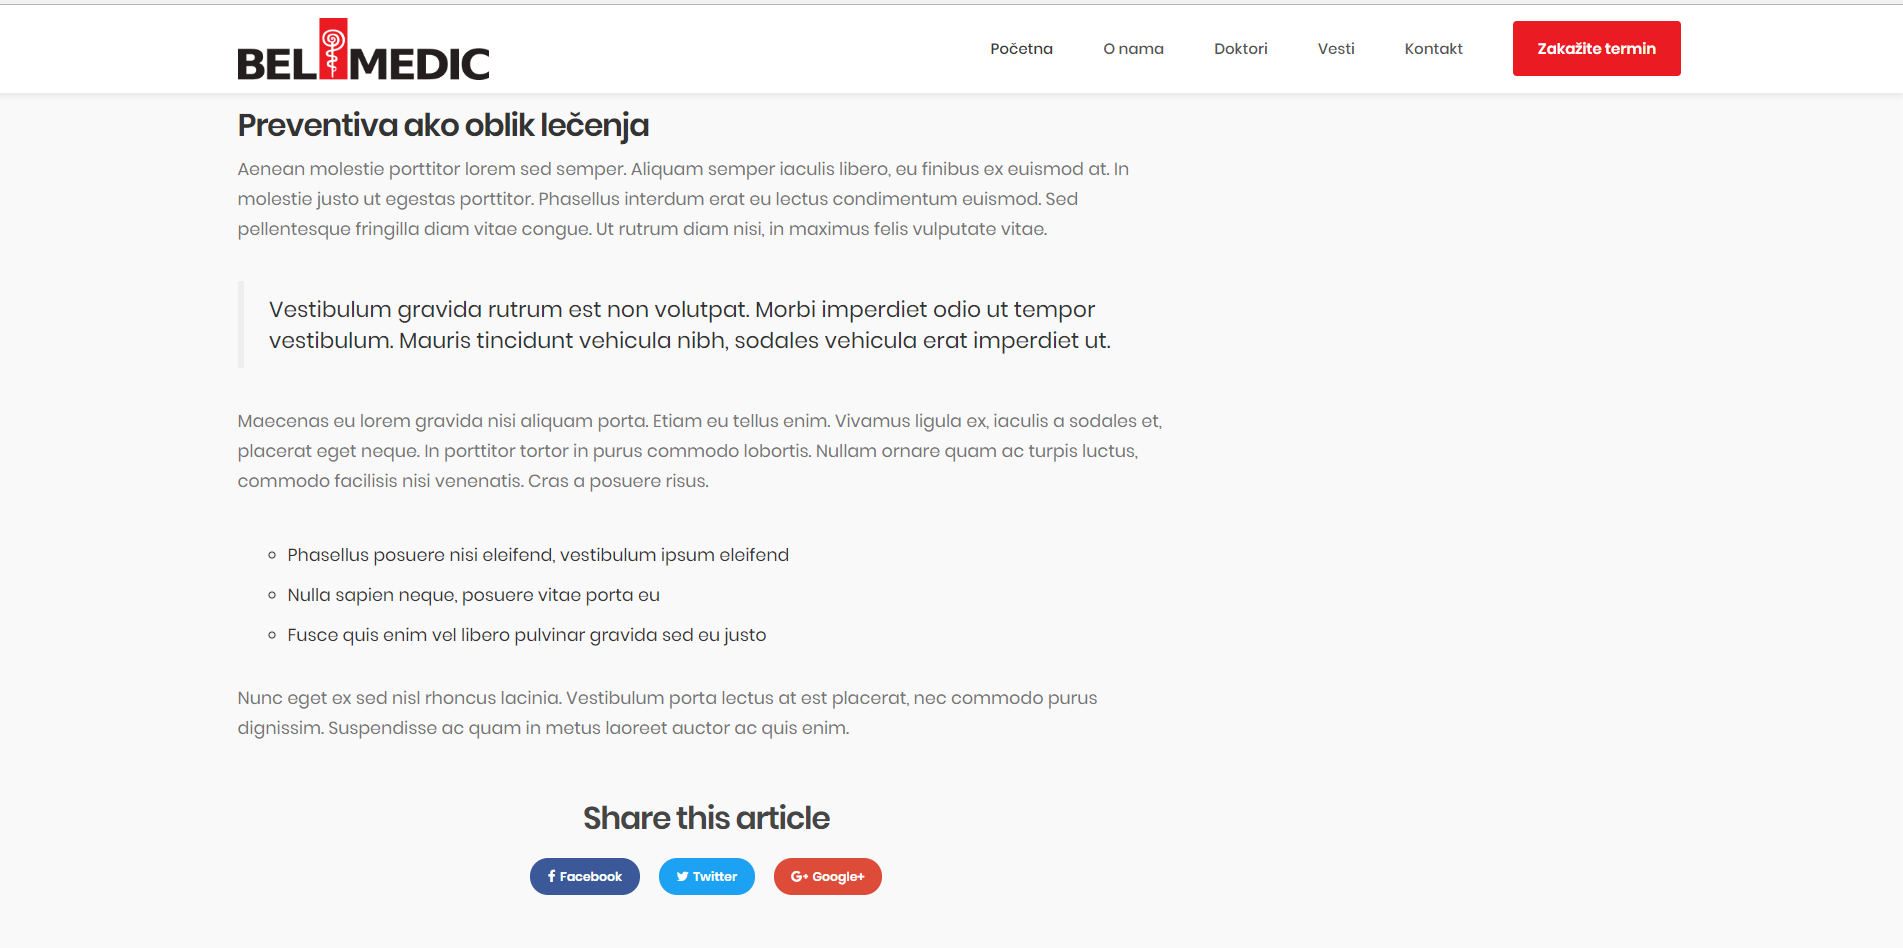 BEL MEDIC
Početna
O nama
Doktori
Vesti
Kontakt
Zakažite termin
Preventiva ako oblik lečenja
Aenean molestie porttitor lorem sed semper. Aliquam semper iaculis libero, eu finibus ex euismod at. In
molestie justo ut egestas porttitor. Phasellus interdum erat eu lectus condimentum euismod. Sed
pellentesque fringilla diam vitae congue. Ut rutrum diam nisi, in maximus felis vulputate vitae.
Vestibulum gravida rutrum est non volutpat. Morbi imperdiet odio ut tempor
vestibulum. Mauris tincidunt vehicula nibh, sodales vehicula erat imperdiet ut.
Maecenas eu lorem gravida nisi aliquam porta. Etiam eu tellus enim. Vivamus ligula ex, iaculis a sodales et,
placerat eget neque. In porttitor tortor in purus commodo lobortis. Nullam ornare quam ac turpis luctus,
commodo facilisis nisi venenatis. Cras a posuere risus.
Phasellus posuere nisi eleifend, vestibulum ipsum eleifend
Nulla sapien neque, posuere vitae porta eu
Fusce quis enim vel libero pulvinar gravida sed eu justo
Nunc eget ex sed nisl rhoncus lacinia. Vestibulum porta lectus at est placerat, nec commodo purus
dignissim. Suspendisse ac quam in metus laoreet auctor ac quis enim.
Share this article
Facebook
Twitter
Google+